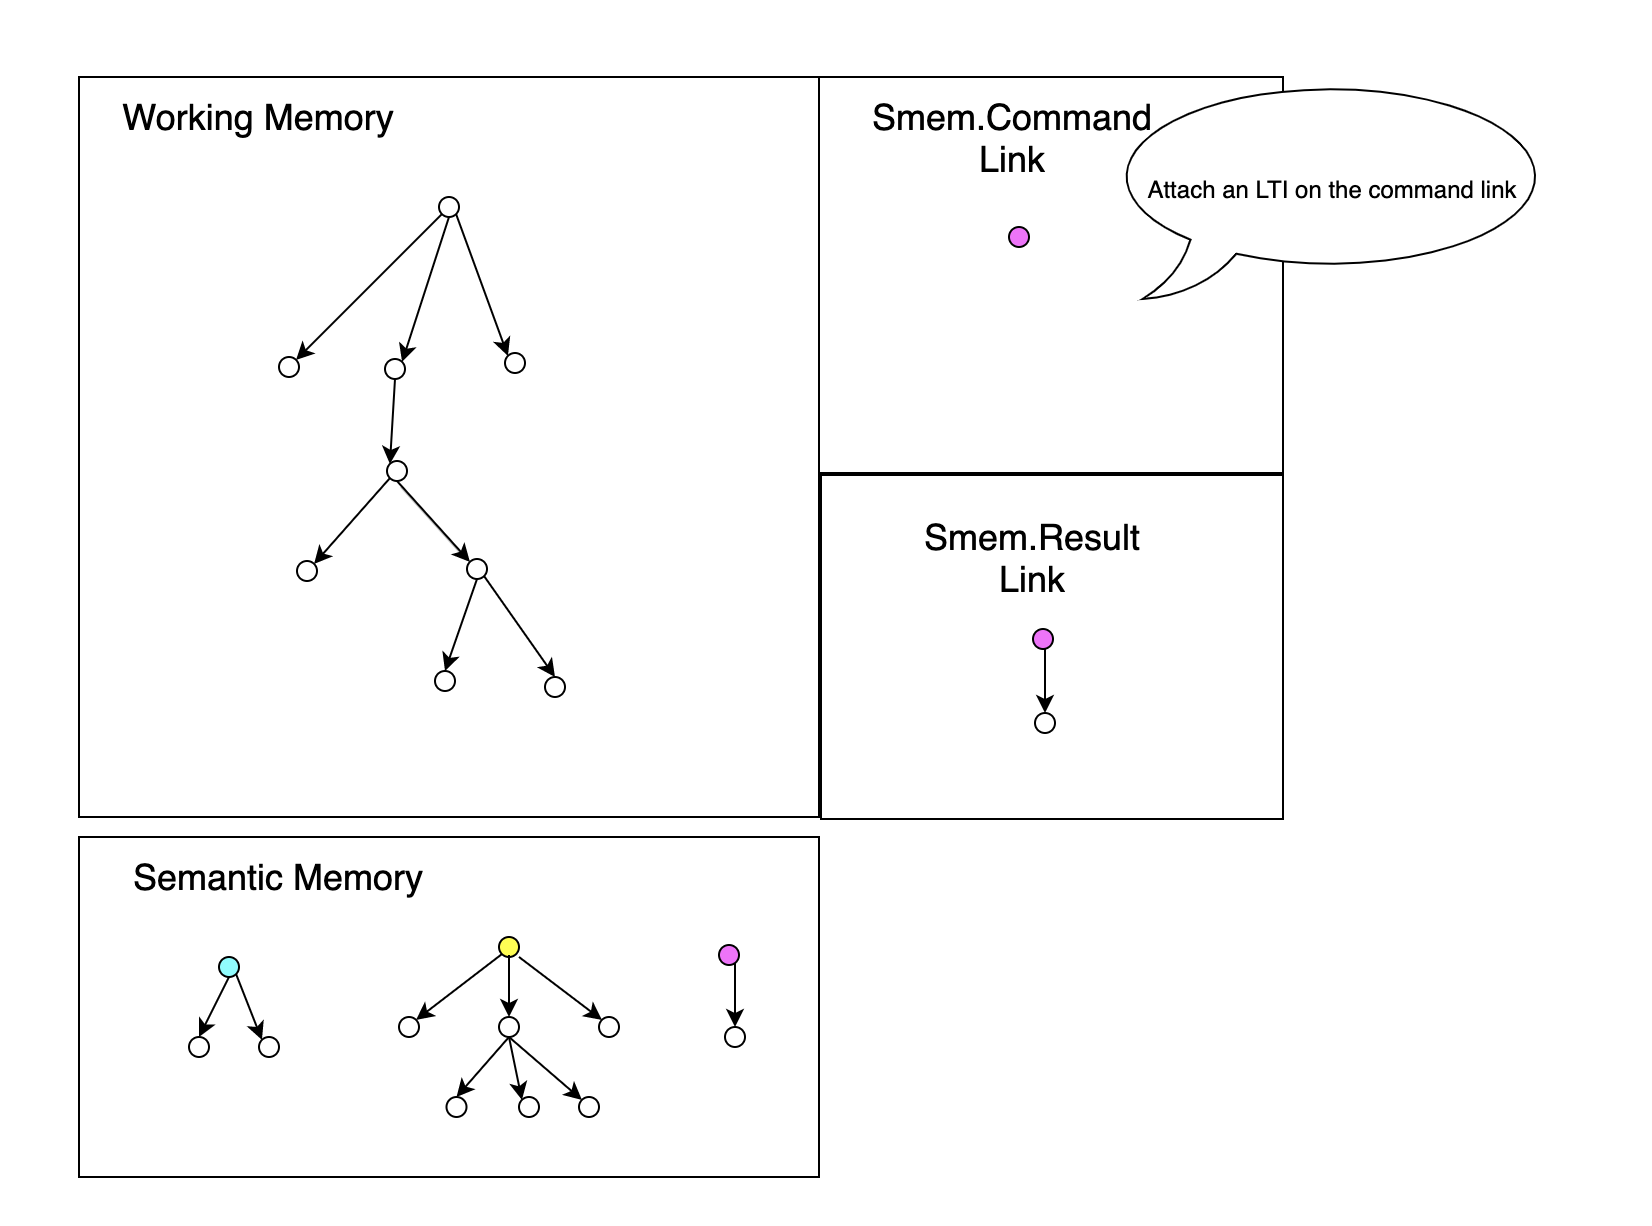 Working Memory
Smem.Command
Link
Attach an LTI on the command link
Smem.Result
Link
Semantic Memory